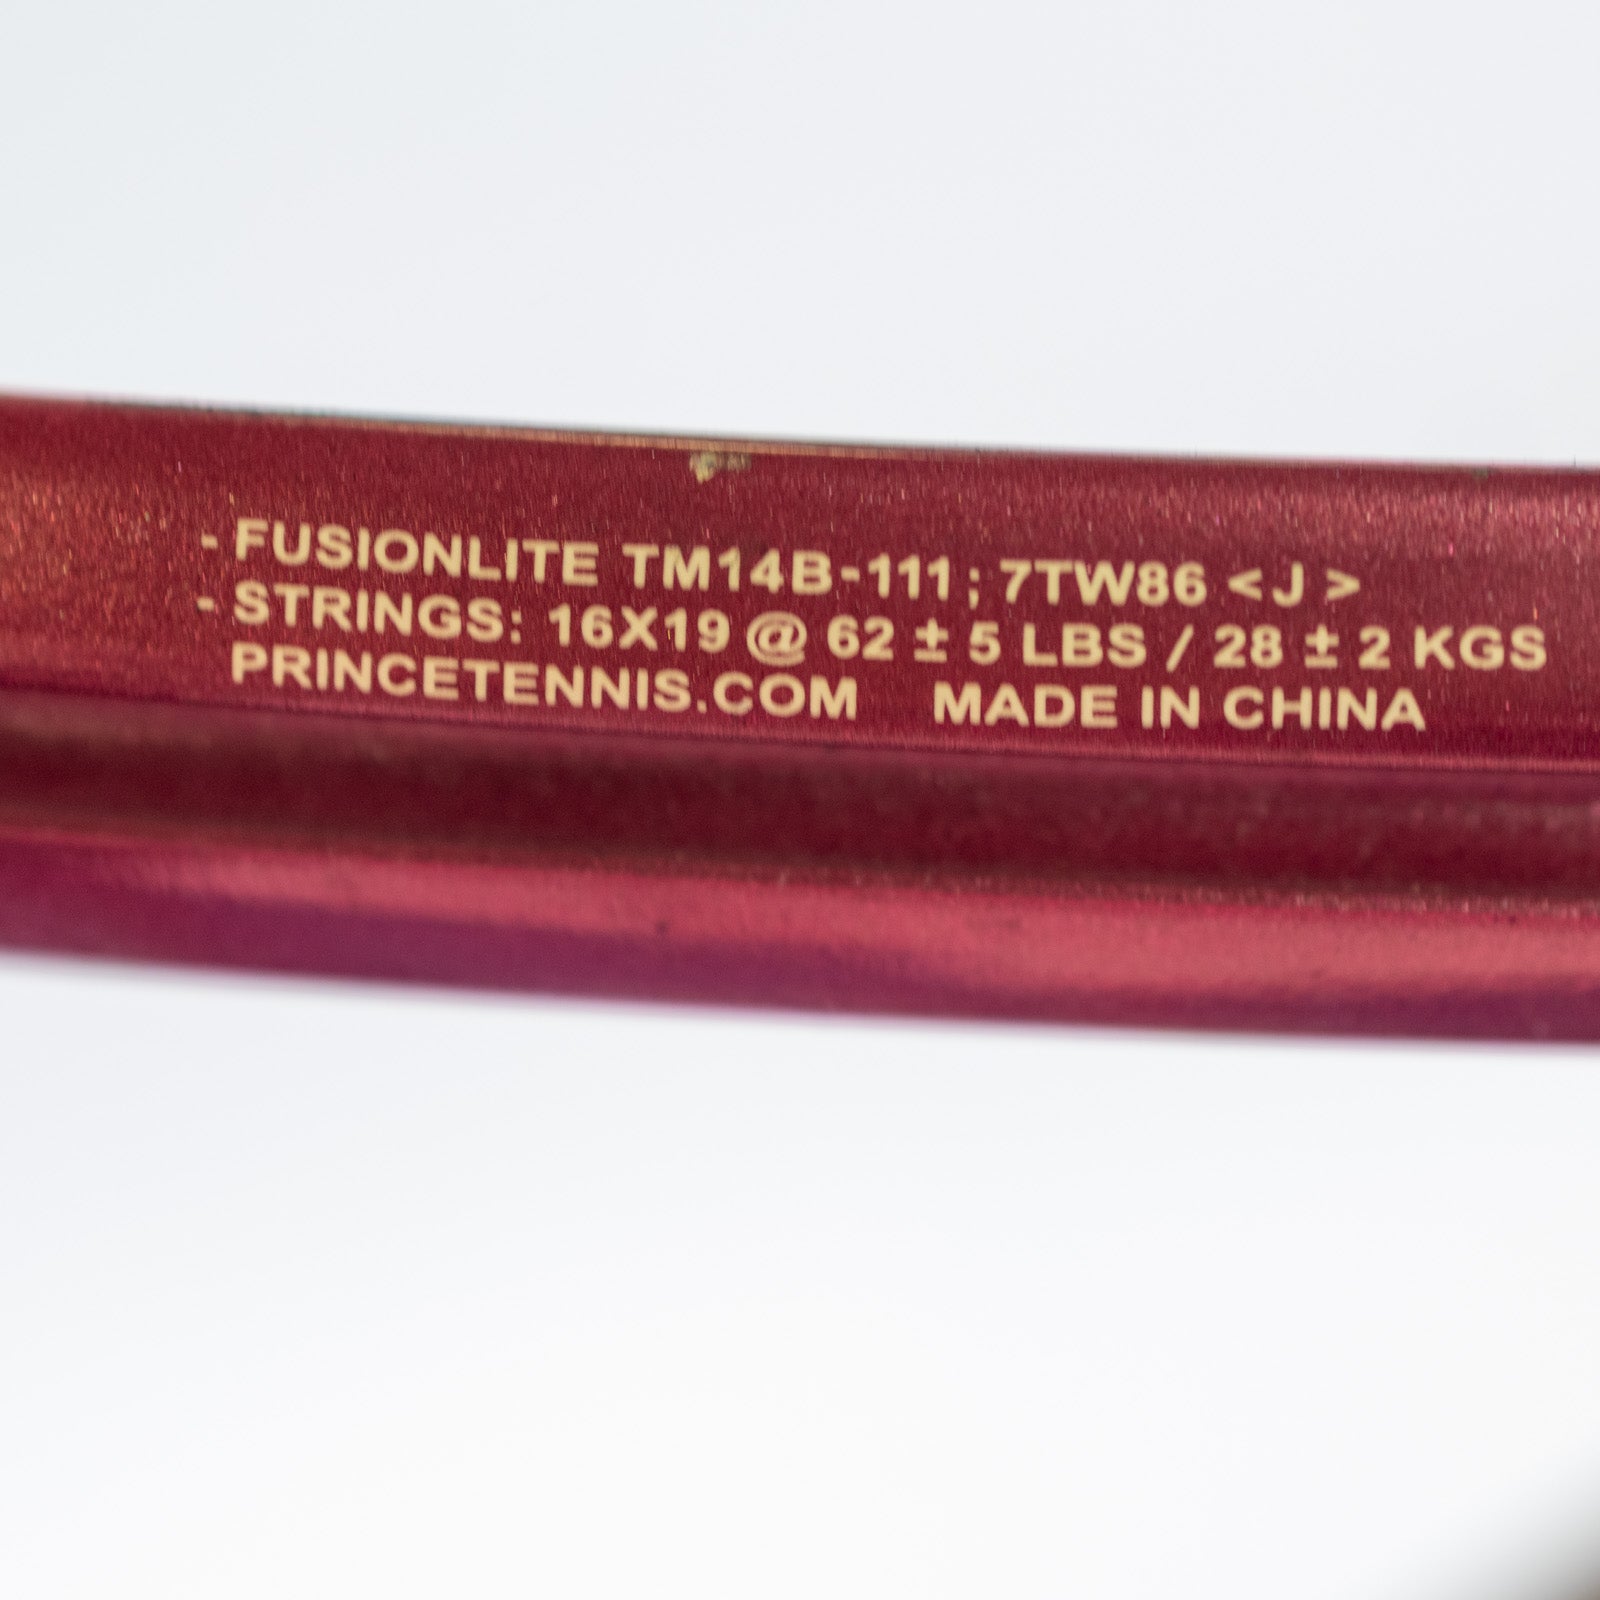 - FUSIONLITE TM14B-111; 7TW86 <J>
- STRINGS: 16X19 @ 62 ± 5 LBS / 28 ± 2 KGS
PRINCETENNIS.COM MADE IN CHINA